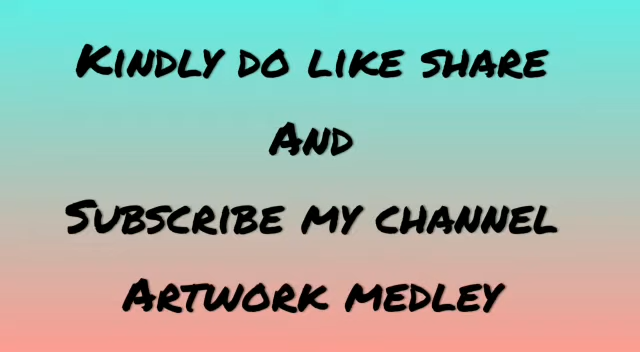 Kindly do like share
And
Subscribe my channel
Artwork medley